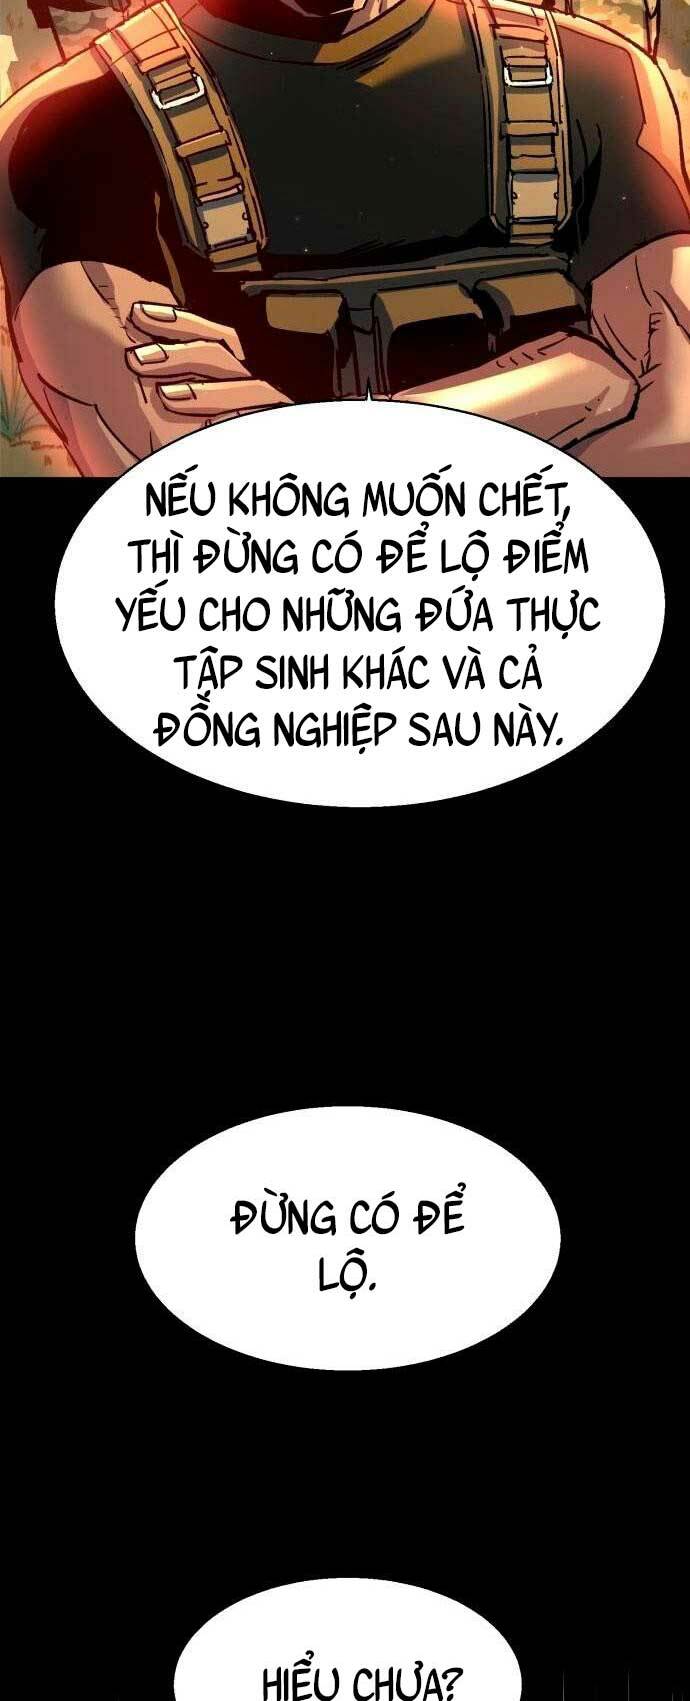 NẾU KHÔNG MUỐN CHẾT,
THÌ ĐỪNG CÓ ĐỂ LỘ ĐIỂM
YẾU CHO NHỮNG ĐỨA THỰC
TẬP SINH KHÁC VÀ CẢ
ĐỒNG NGHIỆP SAU NÀY.
ĐỪNG CÓ ĐỂ
LỘ.
HIỂU CHƯA?